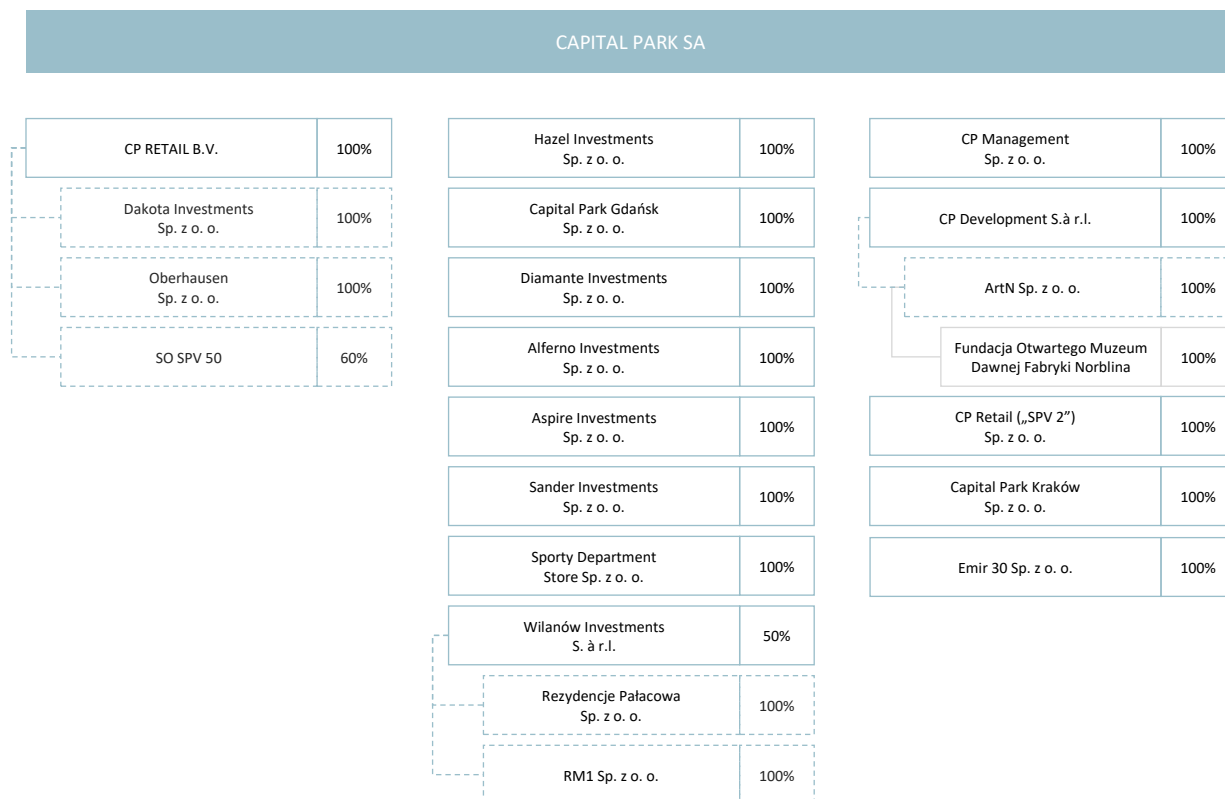 CAPITAL PARK SA
CP RETAIL B.V.
100%
Dakota Investments
Sp. z o. o.
100%
Oberhausen
Sp. z o. o.
100%
SO SPV 50
60%
Hazel Investments
Sp. z o. o.
100%
Capital Park Gdańsk
Sp. z o. o.
100%
Diamante Investments
Sp. z o. o.
100%
Alferno Investments
Sp. z o. o.
100%
Aspire Investments
Sp. z o. o.
100%
Sander Investments
Sp. z o. o.
100%
Sporty Department
Store Sp. z o. o.
100%
Wilanów Investments
S. à r.l.
50%
Rezydencje Pałacowa
Sp. z o. o.
100%
RM1 Sp. z o. o.
100%
CP Management
Sp. z o. o.
100%
CP Development S.à r.l.
100%
ArtN Sp. z o. o.
100%
Fundacja Otwartego Muzeum
Dawnej Fabryki Norblina
100%
CP Retail („SPV 2”)
Sp. z o. o.
100%
Capital Park Kraków
Sp. z o. o.
100%
Emir 30 Sp. z o. o.
100%